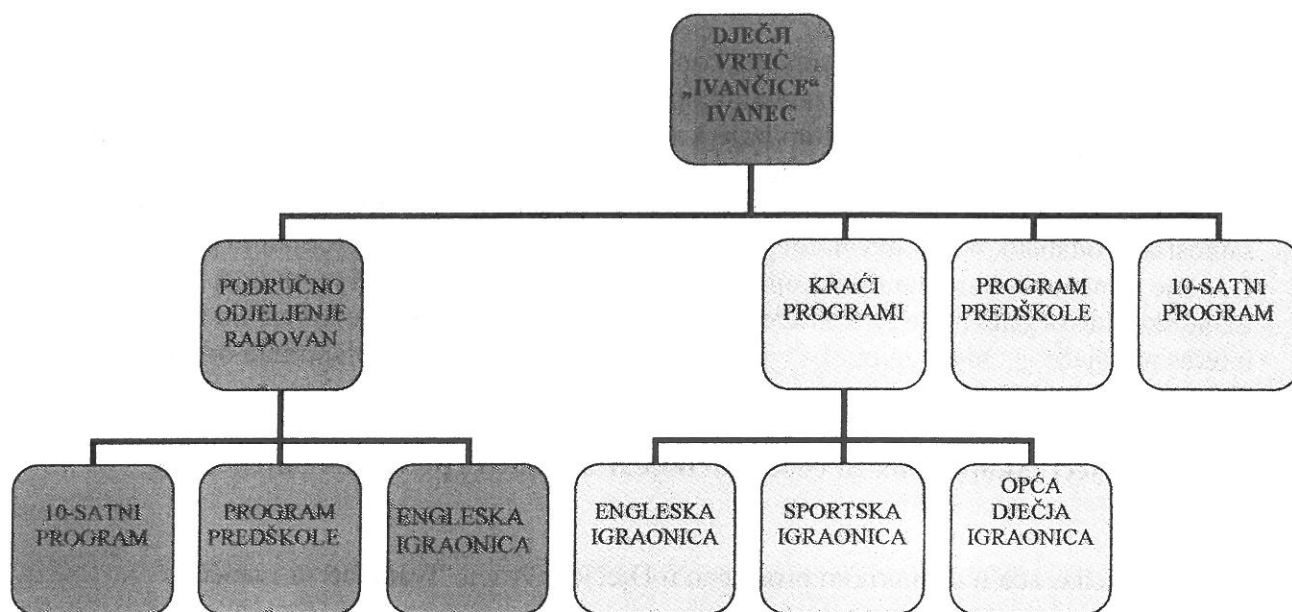 DJEČJI
VRTIĆ
„IVANČICE“
IVANEC
PODRUČNO
ODJELJENJE
RADOVAN
KRAĆI
PROGRAMI
PROGRAM
PREDŠKOLE
10-SATNI
PROGRAM
10-SATNI
PROGRAM
PROGRAM
PREDŠKOLE
ENGLESKA
IGRAONICA
ENGLESKA
IGRAONICA
SPORTSKA
IGRAONICA
OPĆA
DJEČJA
IGRAONICA